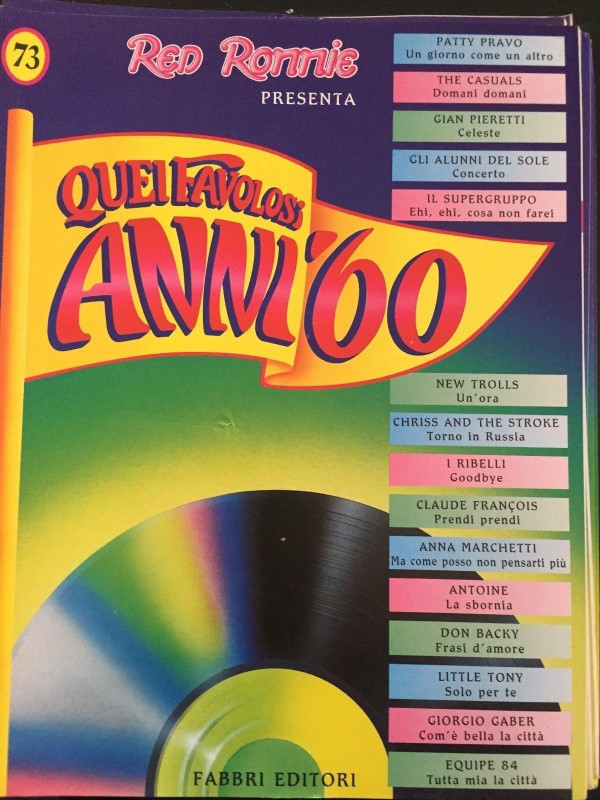 73
Red Ronnie
PRESENTA
QUEI FAVOLOSi
ANNI '60
PATTY PRAVO
Un giorno come un altro
THE CASUALS
Domani domani
GIAN PIERETTI
Celeste
GLI ALUNNI DEL SOLE
Concerto
IL SUPERGRUPPO
Ehi, ehi, cosa non farei
NEW TROLLS
Un'ora
CHRISS AND THE STROKE
Torno in Russia
I RIBELLI
Goodbye
CLAUDE FRANÇOIS
Prendi prendi
ANNA MARCHETTI
Ma come posso non pensarti più
ANTOINE
La sbornia
DON BACKY
Frasi d'amore
LITTLE TONY
Solo per te
GIORGIO GABER
Com'è bella la città
EQUIPE 84
Tutta mia la città
FABBRI EDITORI